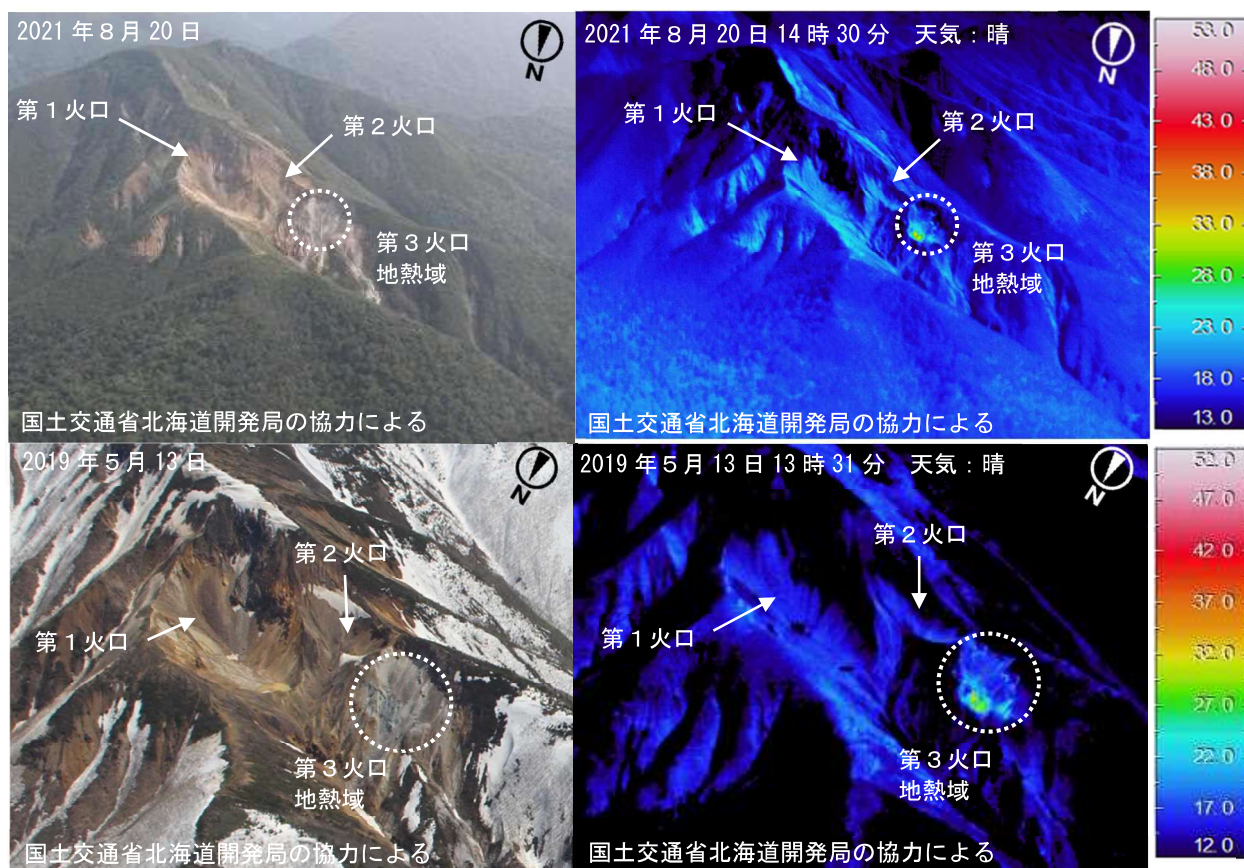 2021年8月20日
N
第1火口
第2火口
第3火口
地熱域
国土交通省北海道開発局の協力による
2021年8月20日14時30分　天気：晴
N
第1火口
第2火口
第3火口
地熱域
国土交通省北海道開発局の協力による
53.0
48.0
43.0
38.0
33.0
28.0
23.0
18.0
13.0
2019年5月13日
N
第2火口
第1火口
第3火口
地熱域
国土交通省北海道開発局の協力による
2019年5月13日13時31分　天気：晴
N
第2火口
第1火口
第3火口
地熱域
国土交通省北海道開発局の協力による
52.0
47.0
42.0
37.0
32.0
27.0
22.0
17.0
12.0